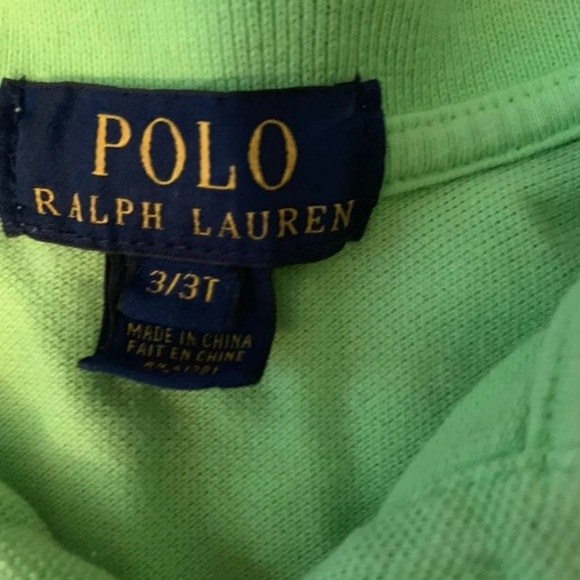 POLO
RALPH LAUREN
3/3T
MADE IN CHINA
FAIT EN CHINE